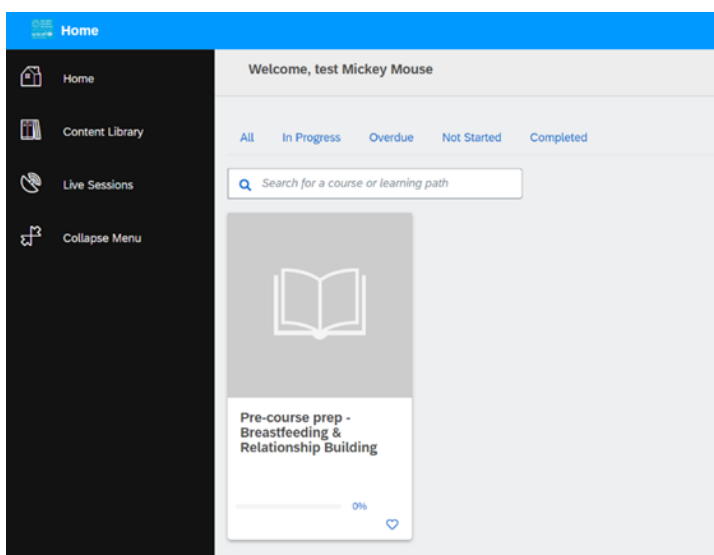 Home
Home
Content Library
Live Sessions
Collapse Menu
Welcome, test Mickey Mouse
All In Progress Overdue Not Started Completed
Search for a course or learning path
Pre-course prep -
Breastfeeding &
Relationship Building
0%